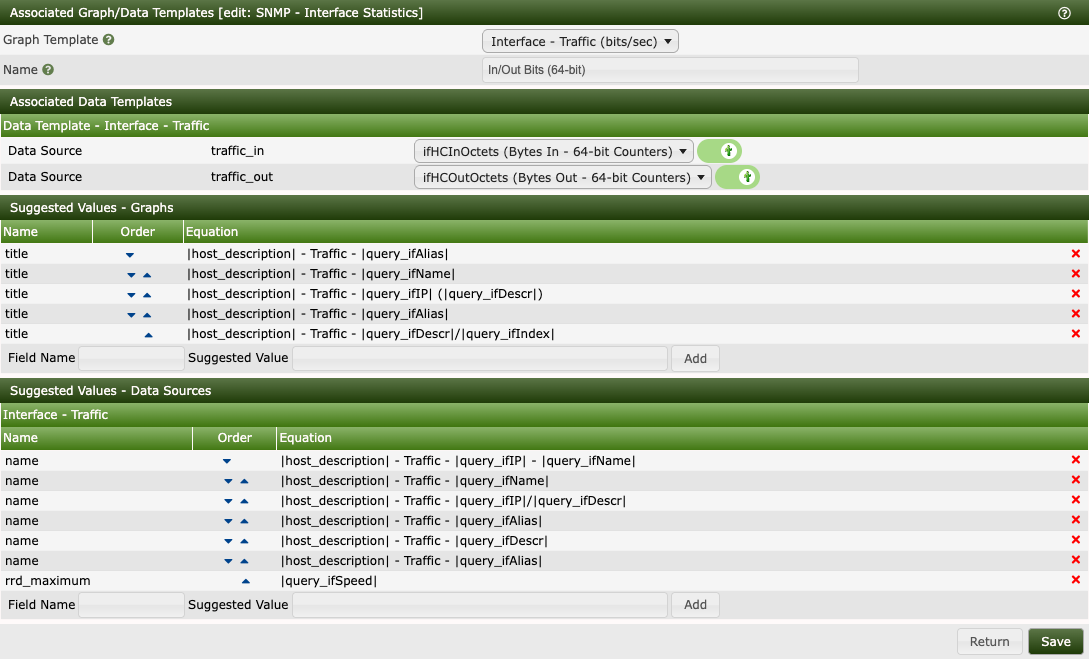 Associated Graph/Data Templates [edit: SNMP - Interface Statistics]
Graph Template Interface - Traffic (bits/sec)
Name In/Out Bits (64-bit)
Associated Data Templates
Data Template - Interface - Traffic
Data Source traffic_in ifHCInOctets (Bytes In - 64-bit Counters)
Data Source traffic_out ifHCOutOctets (Bytes Out - 64-bit Counters)
Suggested Values - Graphs
Name Order Equation
title |host_description| - Traffic - |query_ifAlias|
title |host_description| - Traffic - |query_ifName|
title |host_description| - Traffic - |query_ifIP| (|query_ifDescr|)
title |host_description| - Traffic - |query_ifAlias|
title |host_description| - Traffic - |query_ifDescr|/|query_ifIndex|
Field Name Suggested Value Add
Suggested Values - Data Sources
Interface - Traffic
Name Order Equation
name |host_description| - Traffic - |query_ifIP| - |query_ifName|
name |host_description| - Traffic - |query_ifName|
name |host_description| - Traffic - |query_ifIP|/|query_ifDescr|
name |host_description| - Traffic - |query_ifAlias|
name |host_description| - Traffic - |query_ifDescr|
name |host_description| - Traffic - |query_ifAlias|
rrd_maximum |query_ifSpeed|
Field Name Suggested Value Add
Return Save